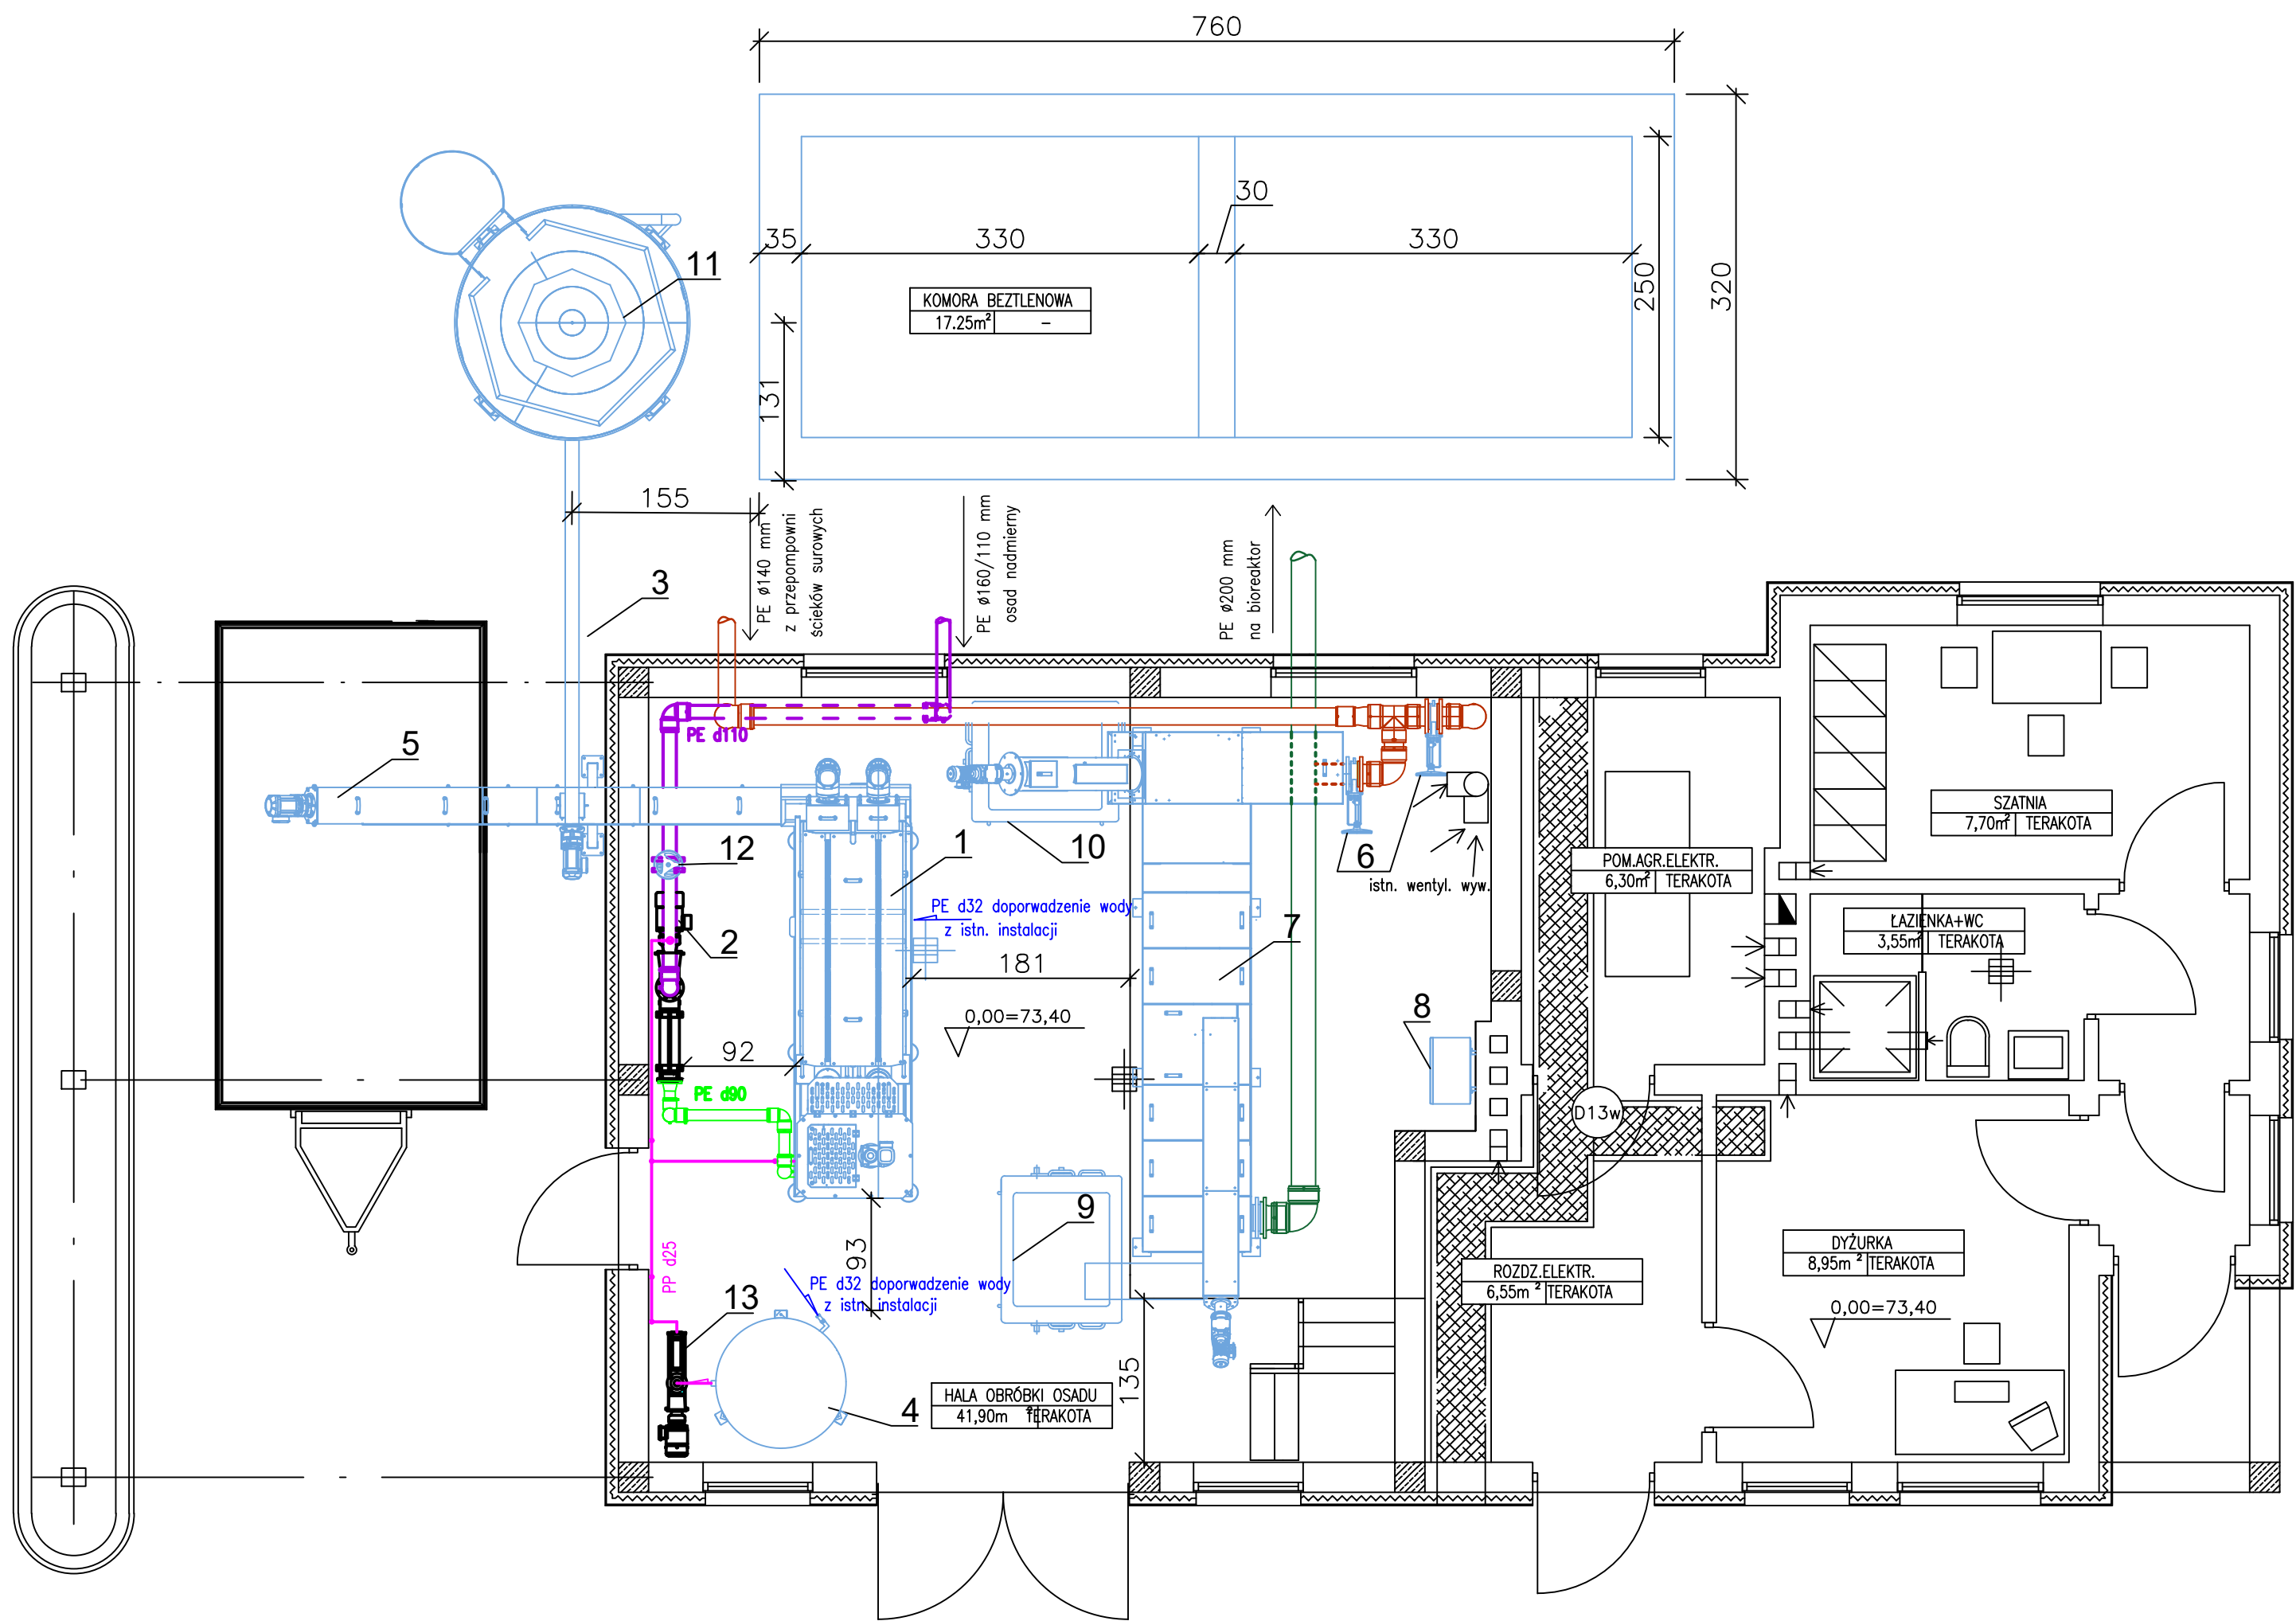 760
30
35
330
330
250
320
11
KOMORA BEZTLENOWA
17.25m² -
131
155
PE ø140 mm
z przepompowni
ścieków surowych
PE ø160/110 mm
osad nadmierny
PE ø200 mm
na bioreaktor
3
5
PE d110
12
1
10
6
istn. wentyl. wyw.
SZATNIA
7,70m² TERAKOTA
POM.AGR.ELEKTR.
6,30m² TERAKOTA
PE d32 doporwadzenie wody
z istn. instalacji
2
7
ŁAZIENKA+WC
3,55m² TERAKOTA
181
0,00=73,40
8
92
PE d90
D13w
9
93
PP d25
PE d32 doporwadzenie wody
z istn. instalacji
13
DYŻURKA
8,95m² TERAKOTA
ROZDZ.ELEKTR.
6,55m² TERAKOTA
0,00=73,40
135
4
HALA OBRÓBKI OSADU
41,90m² TERAKOTA